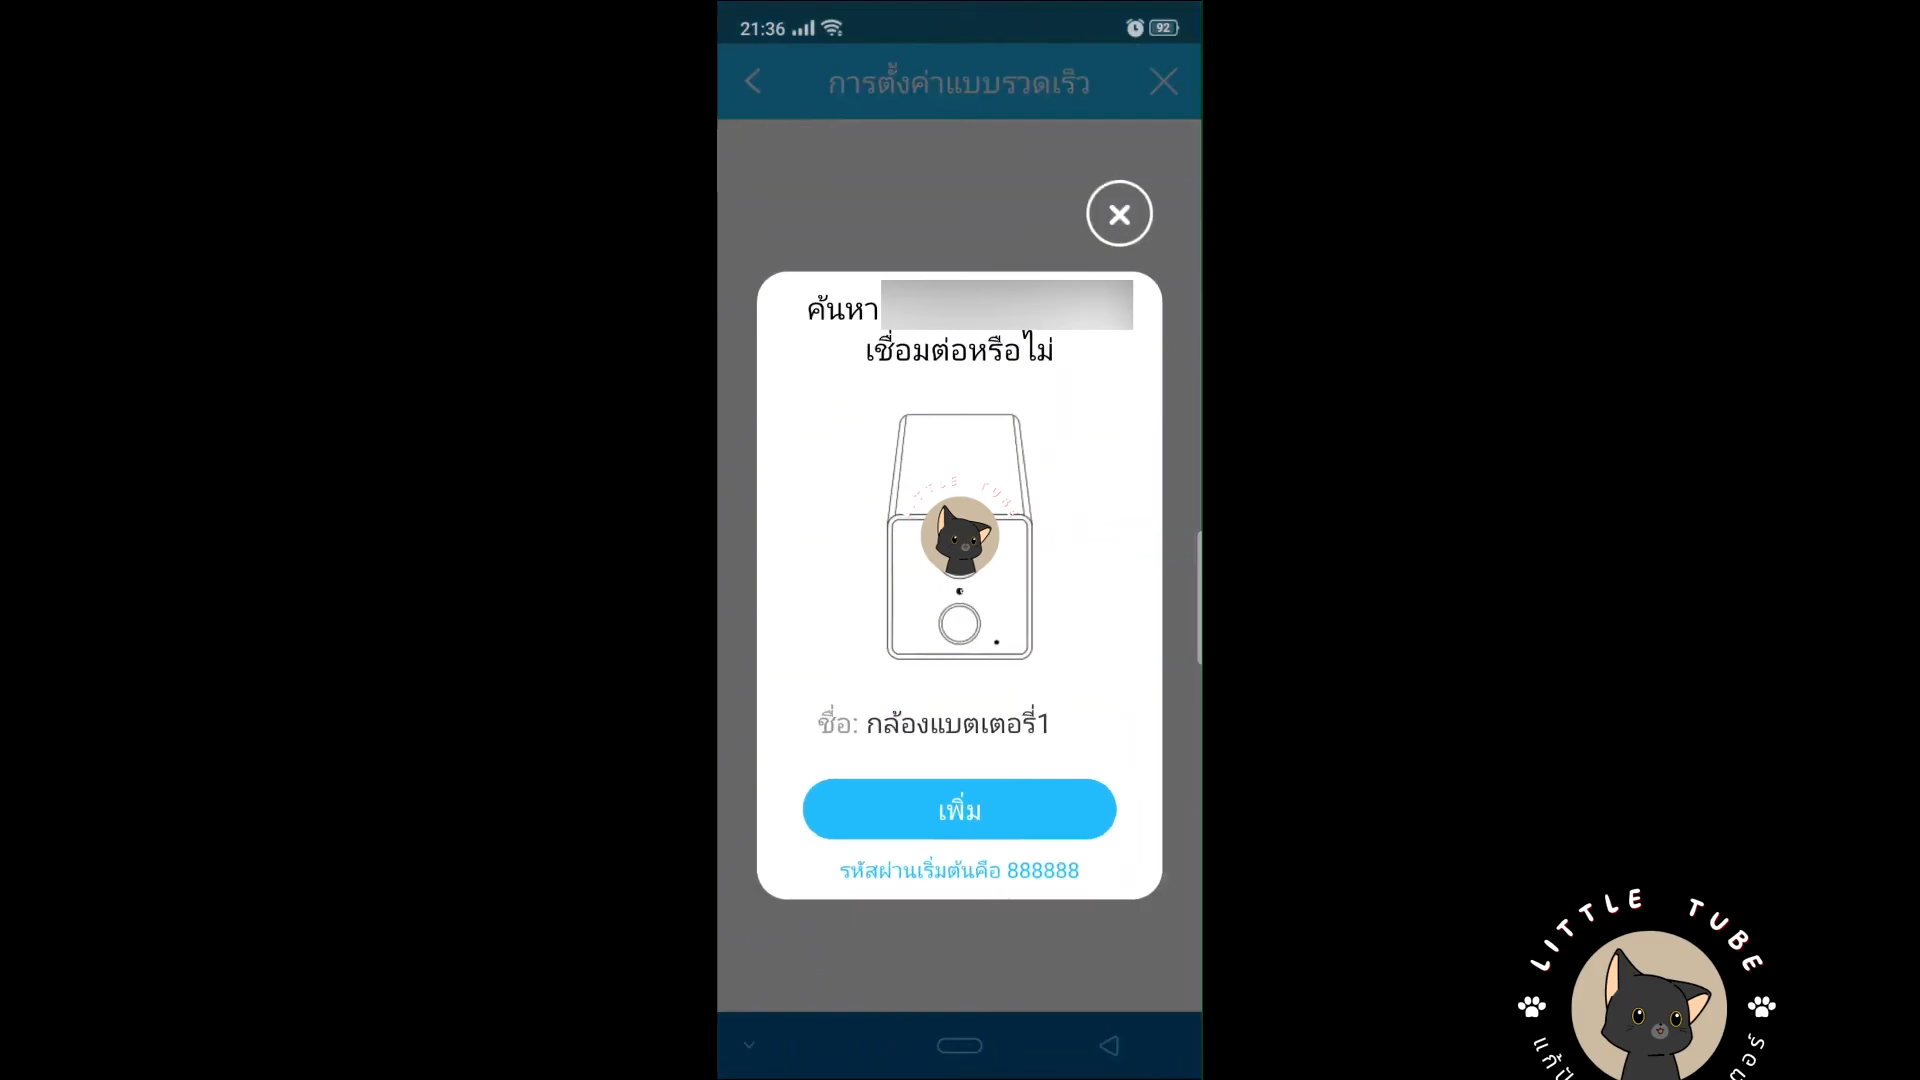 21:36
92
การตั้งค่าแบบรวดเร็ว
ค้นหา
เชื่อมต่อหรือไม่
LITTLE TUBE
ชื่อ: กล้องแบตเตอรี่1
เพิ่ม
รหัสผ่านเริ่มต้นคือ 888888
LITTLE TUBE